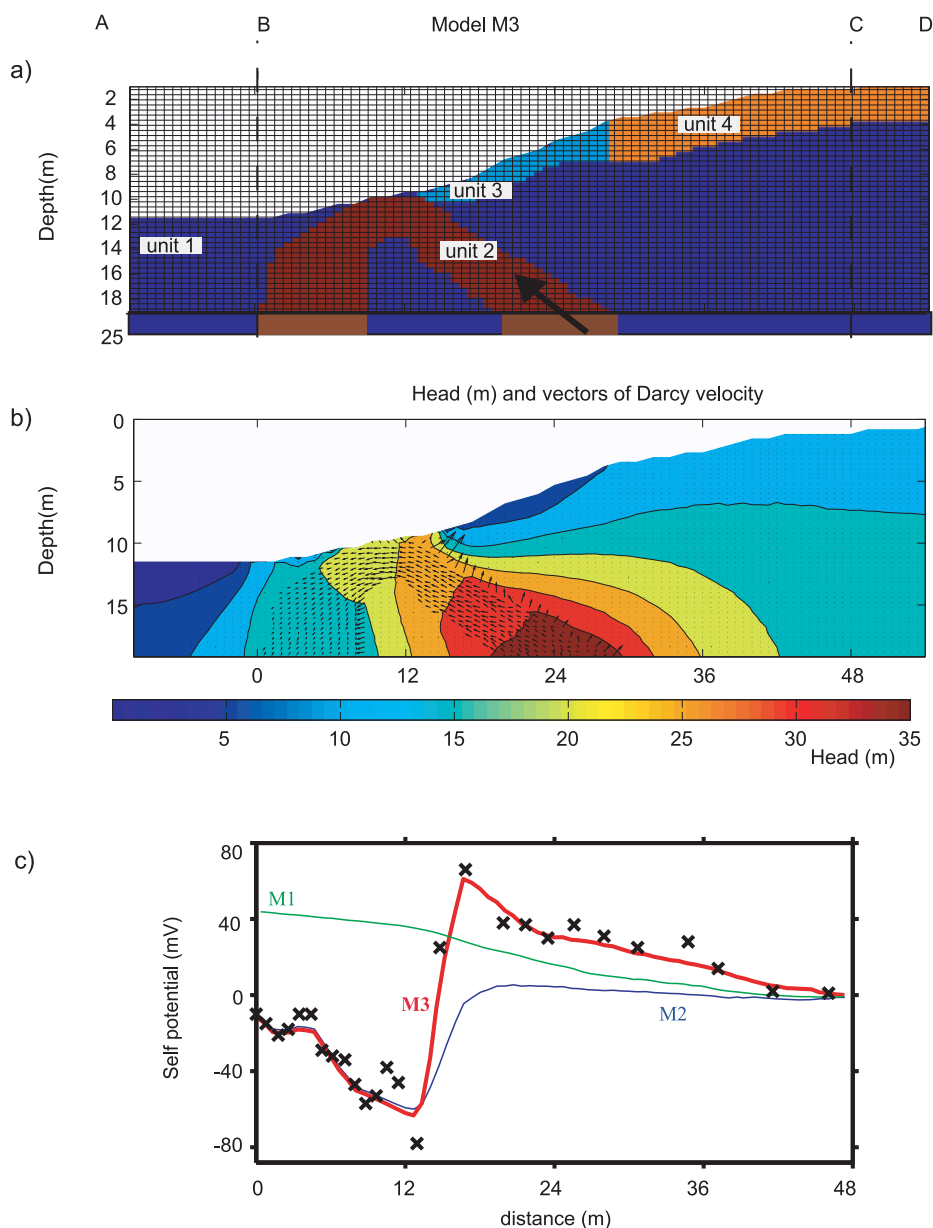 A B Model M3 C D
a)
Depth(m)
2
4
6
8
10
12
14
16
18
25
unit 4
unit 3
unit 1
unit 2
Head (m) and vectors of Darcy velocity
b)
Depth(m)
0
5
10
15
0 12 24 36 48
5 10 15 20 25 30 35
Head (m)
c)
Self potential (mV)
80
40
0
-40
-80
M1
M3
M2
0 12 24 36 48
distance (m)